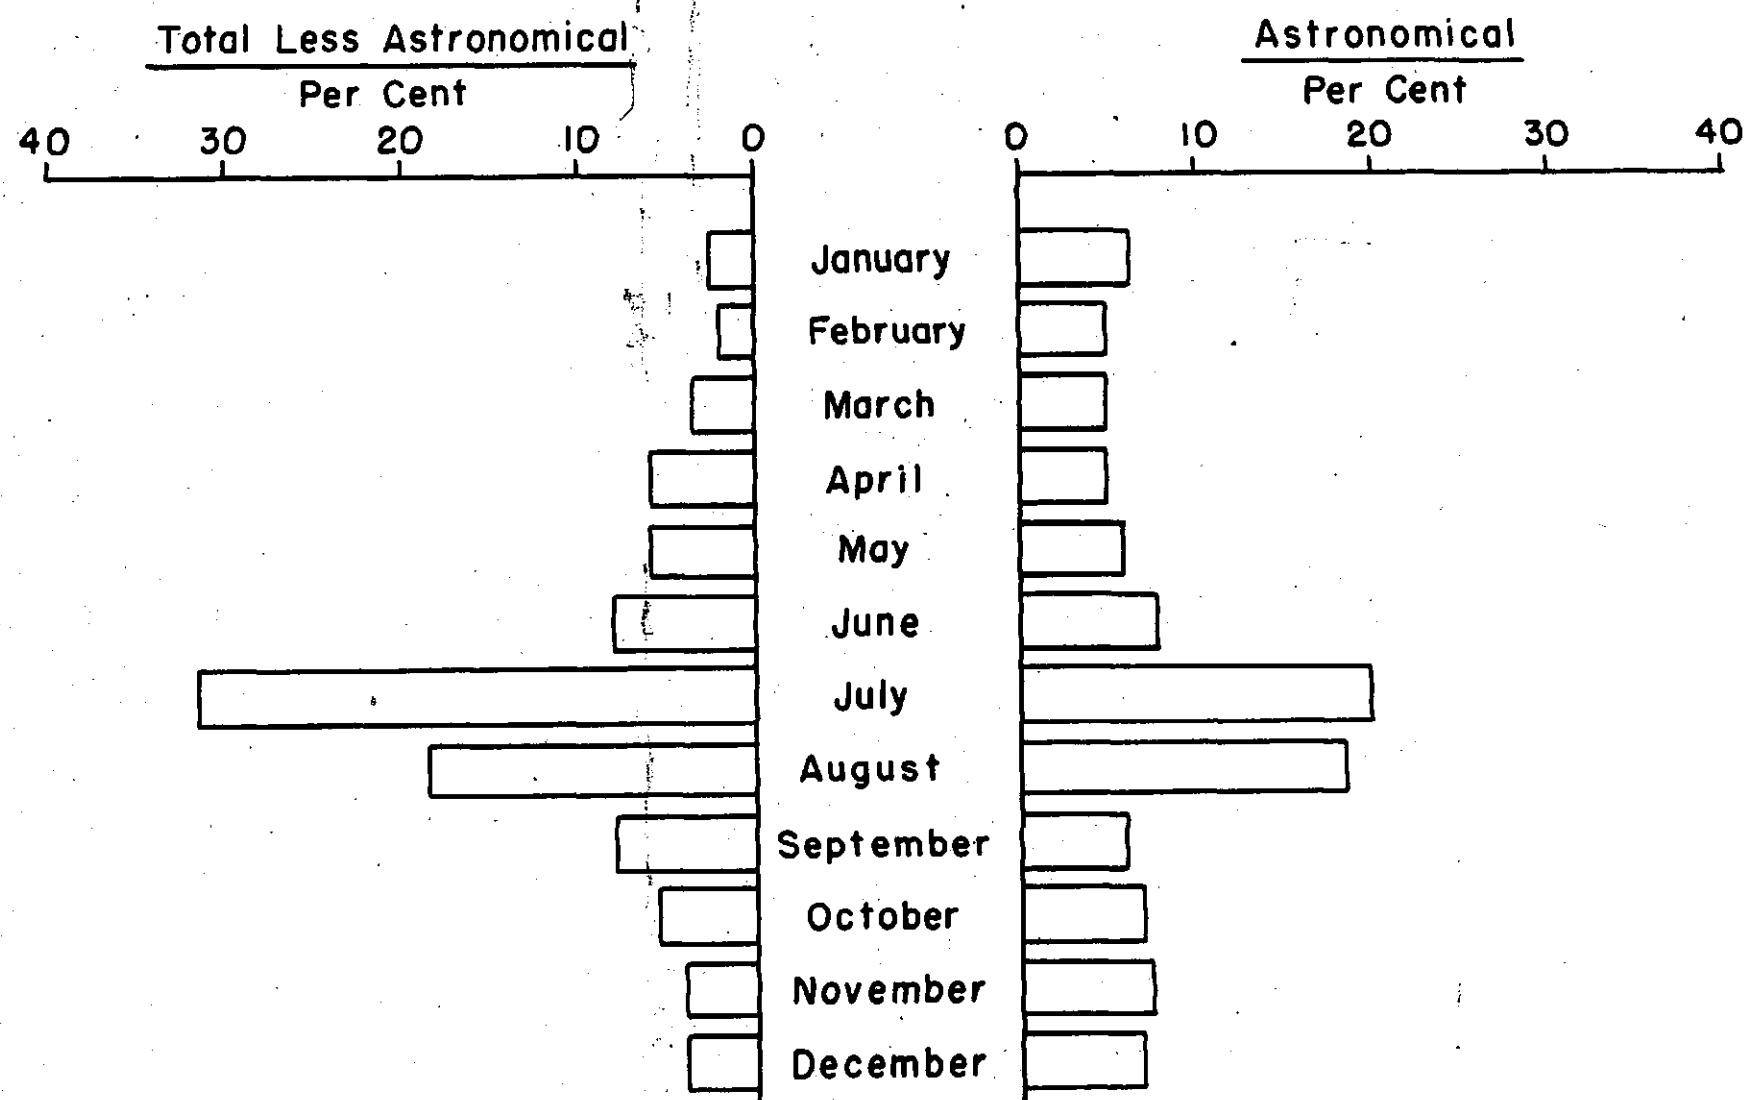 Total Less Astronomical
Per Cent
Astronomical
Per Cent
40 30 20 10 0
0 10 20 30 40
January
February
March
April
May
June
July
August
September
October
November
December